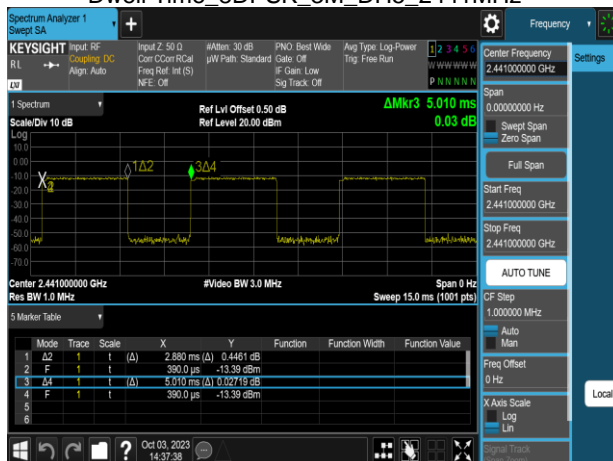 Dwell Time_8DPSK_3M_DH5_2441MHz
Spectrum Analyzer 1
Swept SA
+
Frequency
KEYSIGHT
RL
LXI
Input: RF
Coupling: DC
Align: Auto
Input Z: 50 Ω
Corr CCorr RCal
Freq Ref: Int (S)
NFE: Off
#Atten: 30 dB
µW Path: Standard
PNO: Best Wide
Gate: Off
IF Gain: Low
Sig Track: Off
Avg Type: Log-Power
Trig: Free Run
1 2 3 4 5 6
W W W W W W
P N N N N N
1 Spectrum
Scale/Div 10 dB
Ref Lvl Offset 0.50 dB
Ref Level 20.00 dBm
ΔMkr3 5.010 ms
0.03 dB
Log
10.0
0.00
-10.0
-20.0
-30.0
-40.0
-50.0
-60.0
-70.0
1Δ2
3Δ4
Center 2.441000000 GHz
Res BW 1.0 MHz
#Video BW 3.0 MHz
Span 0 Hz
Sweep 15.0 ms (1001 pts)
5 Marker Table
Mode Trace Scale X Y Function Function Width Function Value
1 Δ2 1 t (Δ) 2.880 ms (Δ) 0.4461 dB
2 F 1 t 390.0 µs -13.39 dBm
3 Δ4 1 t (Δ) 5.010 ms (Δ) 0.02719 dB
4 F 1 t 390.0 µs -13.39 dBm
5
6
Oct 03, 2023
14:37:38
?
Settings
Center Frequency
2.441000000 GHz
Span
0.00000000 Hz
Swept Span
Zero Span
Full Span
Start Freq
2.441000000 GHz
Stop Freq
2.441000000 GHz
AUTO TUNE
CF Step
1.000000 MHz
Auto
Man
Freq Offset
0 Hz
X Axis Scale
Log
Lin
Signal Track
Local